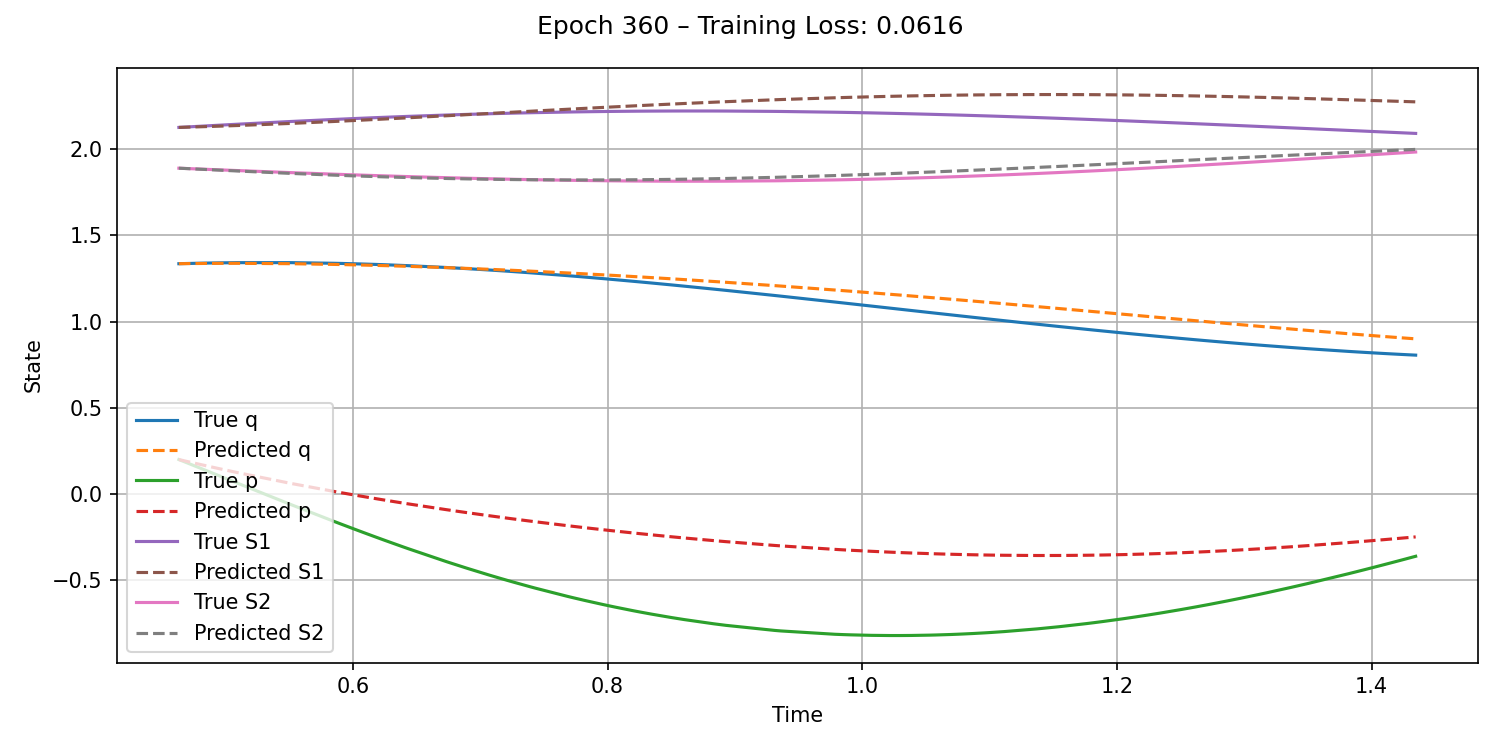 Epoch 360 – Training Loss: 0.0616
2.0
1.5
1.0
0.5
0.0
−0.5
State
True q
Predicted q
True p
Predicted p
True S1
Predicted S1
True S2
Predicted S2
0.6 0.8 1.0 1.2 1.4
Time